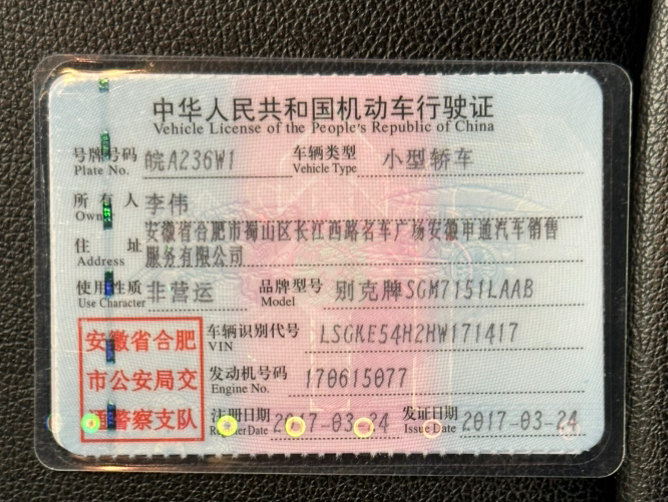 中华人民共和国机动车行驶证
Vehicle License of the People's Republic of China
号牌号码 皖A236W1 车辆类型 小型轿车
Plate No. Vehicle Type
所有人 李伟
Owner
住址 安徽省合肥市蜀山区长江西路名车广场安徽申通汽车销售
Address 服务有限公司
使用性质 非营运 品牌型号 别克牌SGM7151LAAB
Use Character Model
安徽省合肥 车辆识别代号 LSGKE54H2HW171417
VIN
市公安局交 发动机号码 170615077
Engine No.
警察支队 注册日期 2017-03-24 发证日期 2017-03-24
Register Date Issue Date